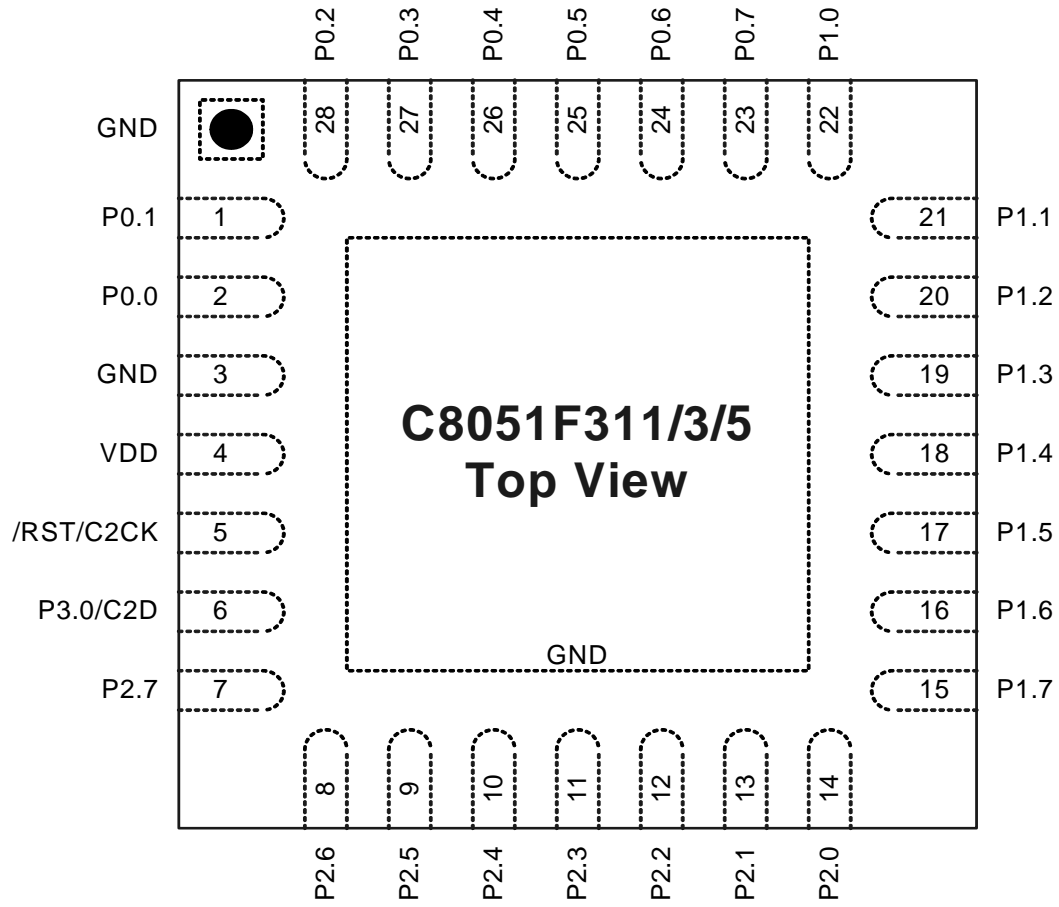 P0.2 P0.3 P0.4 P0.5 P0.6 P0.7 P1.0
28 27 26 25 24 23 22
GND
P0.1 1 21 P1.1
P0.0 2 20 P1.2
GND 3 19 P1.3
C8051F311/3/5
VDD 4 18 P1.4
Top View
/RST/C2CK 5 17 P1.5
P3.0/C2D 6 16 P1.6
GND
P2.7 7 15 P1.7
8 9 10 11 12 13 14
P2.6 P2.5 P2.4 P2.3 P2.2 P2.1 P2.0